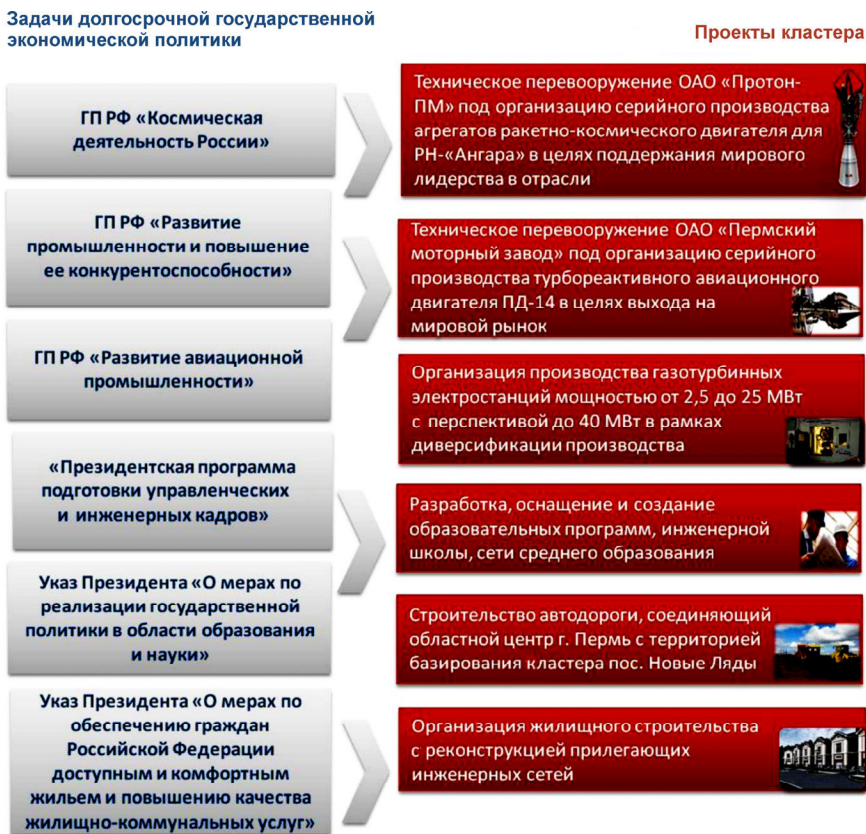 Задачи долгосрочной государственной
экономической политики
Проекты кластера
ГП РФ «Космическая
деятельность России»
Техническое перевооружение ОАО «Протон-
ПМ» под организацию серийного производства
агрегатов ракетно-космического двигателя для
РН-«Ангара» в целях поддержания мирового
лидерства в отрасли
ГП РФ «Развитие
промышленности и повышение
ее конкурентоспособности»
Техническое перевооружение ОАО «Пермский
моторный завод» под организацию серийного
производства турбореактивного авиационного
двигателя ПД-14 в целях выхода на
мировой рынок
ГП РФ «Развитие авиационной
промышленности»
Организация производства газотурбинных
электростанций мощностью от 2,5 до 25 МВт
с перспективой до 40 МВт в рамках
диверсификации производства
«Президентская программа
подготовки управленческих
и инженерных кадров»
Разработка, оснащение и создание
образовательных программ, инженерной
школы, сети среднего образования
Указ Президента «О мерах по
реализации государственной
политики в области образования
и науки»
Строительство автодороги, соединяющий
областной центр г. Пермь с территорией
базирования кластера пос. Новые Ляды
Указ Президента «О мерах по
обеспечению граждан
Российской Федерации
доступным и комфортным
жильем и повышению качества
жилищно-коммунальных услуг»
Организация жилищного строительства
с реконструкцией прилегающих
инженерных сетей